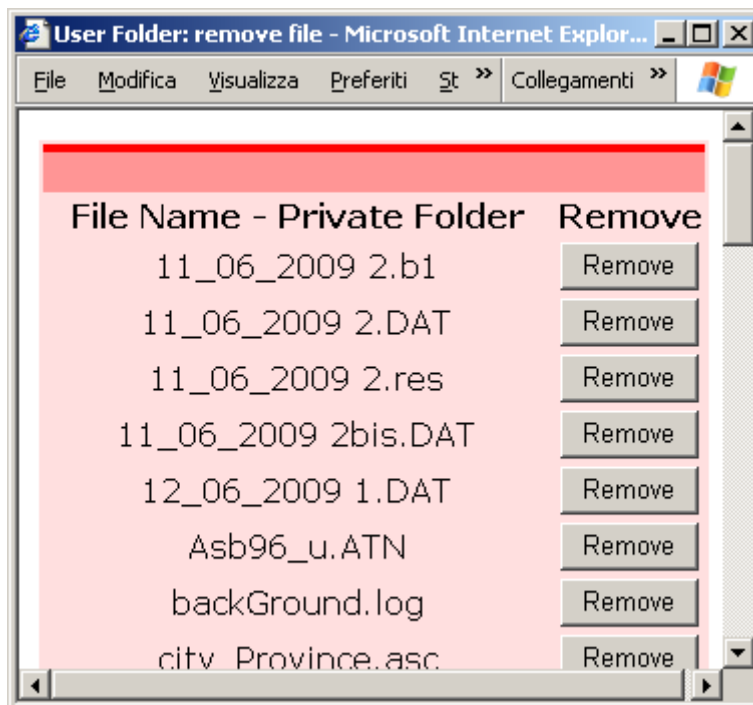 User Folder: remove file - Microsoft Internet Explor...
File Modifica Visualizza Preferiti St » Collegamenti »
File Name - Private Folder Remove
11_06_2009 2.b1 Remove
11_06_2009 2.DAT Remove
11_06_2009 2.res Remove
11_06_2009 2bis.DAT Remove
12_06_2009 1.DAT Remove
Asb96_u.ATN Remove
backGround.log Remove
city_Province.asc Remove